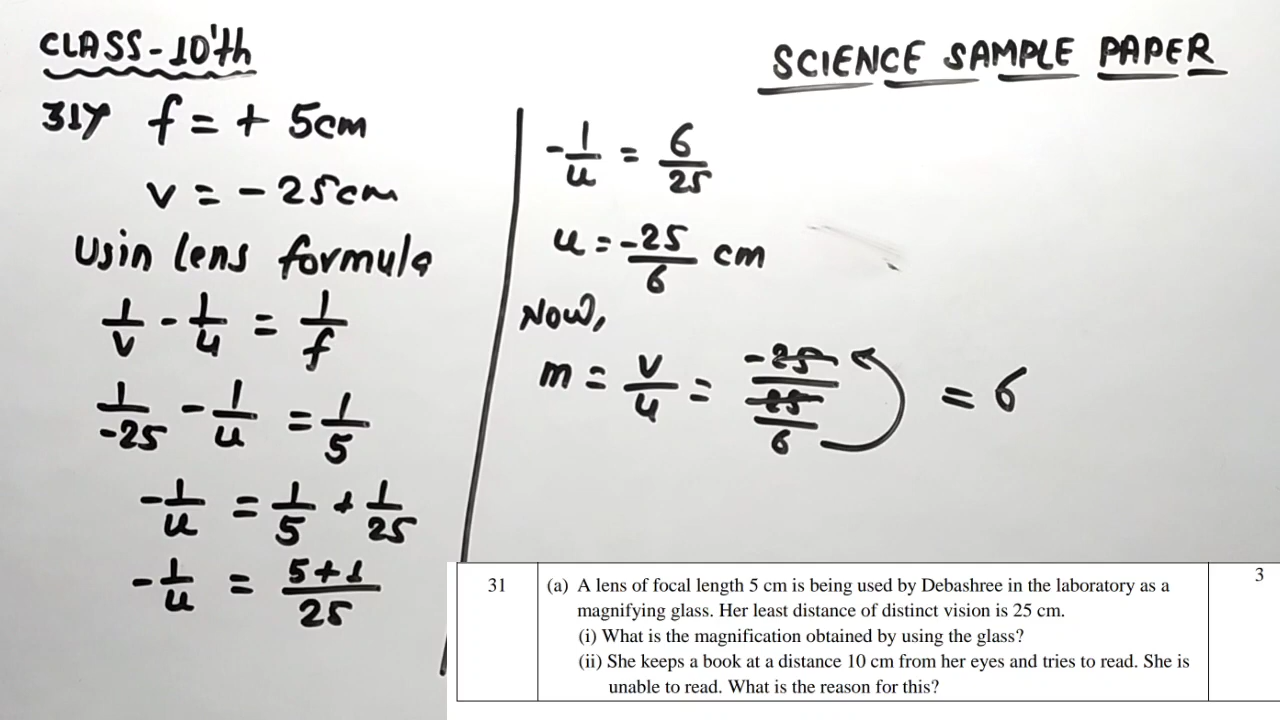 CLASS-10'th
SCIENCE SAMPLE PAPER
31Y f = + 5cm
v = - 25cm
Usin lens formula
1/v - 1/u = 1/f
1/-25 - 1/u = 1/5
-1/u = 1/5 + 1/25
-1/u = 5+1/25
-1/u = 6/25
u = -25/6 cm
Now,
m = v/u = -25/25/6 = 6
31 (a) A lens of focal length 5 cm is being used by Debashree in the laboratory as a 3
magnifying glass. Her least distance of distinct vision is 25 cm.
(i) What is the magnification obtained by using the glass?
(ii) She keeps a book at a distance 10 cm from her eyes and tries to read. She is
unable to read. What is the reason for this?